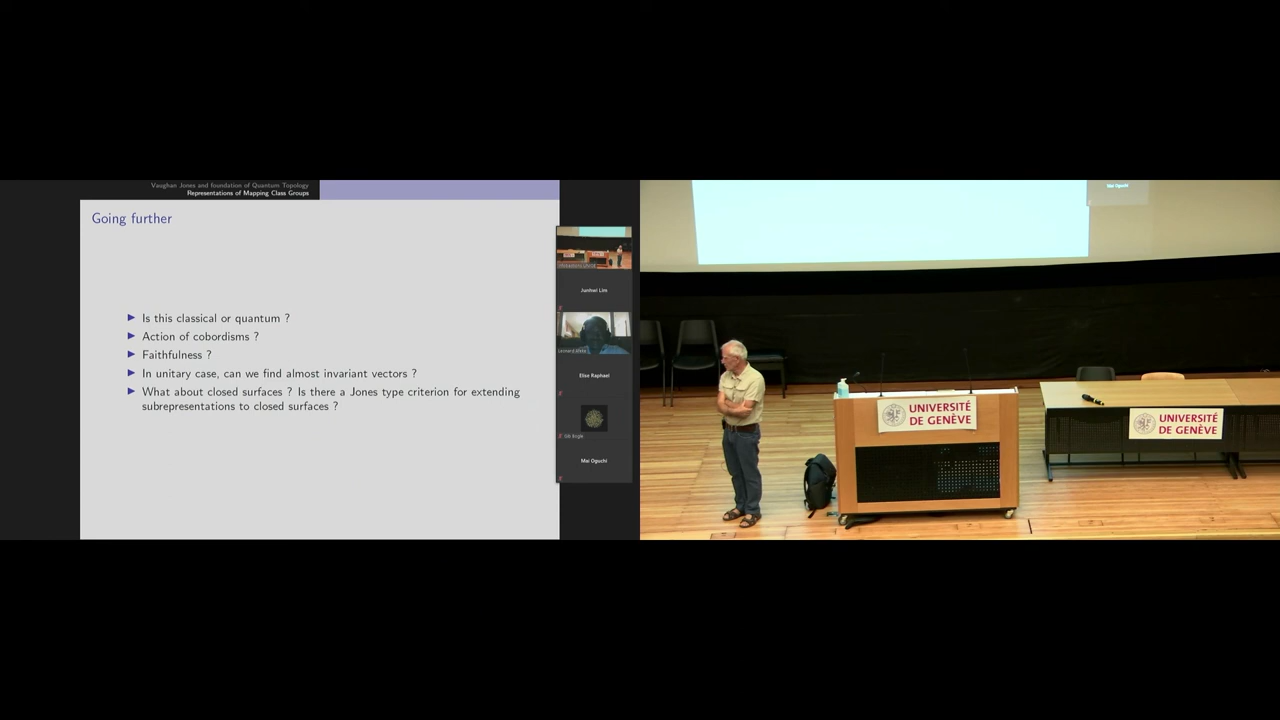 Vaughan Jones and foundation of Quantum Topology
Representations of Mapping Class Groups
Going further
Is this classical or quantum ?
Action of cobordisms ?
Faithfulness ?
In unitary case, can we find almost invariant vectors ?
What about closed surfaces ? Is there a Jones type criterion for extending
subrepresentations to closed surfaces ?
Junhwi Lim
Elise Raphael
Mai Oguchi
Mai Oguchi
UNIVERSITÉ
DE GENÈVE
UNIVERSITÉ
DE GENÈVE